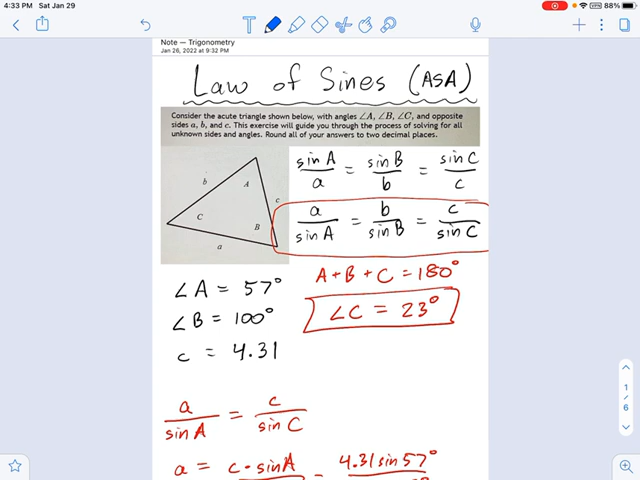 4:33 PM Sat Jan 29
88%
T
Note — Trigonometry
Jan 26, 2022 at 9:32 PM
Law of Sines (ASA)
Consider the acute triangle shown below, with angles ∠A, ∠B, ∠C, and opposite
sides a, b, and c. This exercise will guide you through the process of solving for all
unknown sides and angles. Round all of your answers to two decimal places.
b
A
c
C
B
a
sin A / a = sin B / b = sin C / c
a / sin A = b / sin B = c / sin C
∠A = 57°
∠B = 100°
c = 4.31
A + B + C = 180°
∠C = 23°
a / sin A = c / sin C
a = c • sin A
= 4.31 sin 57°
1
/ 6